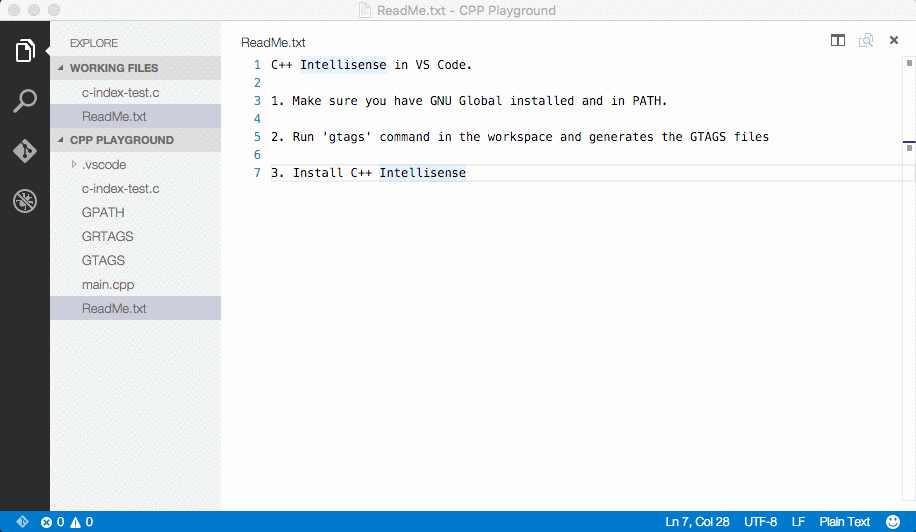 ReadMe.txt - CPP Playground
EXPLORE
WORKING FILES
c-index-test.c
ReadMe.txt
CPP PLAYGROUND
.vscode
c-index-test.c
GPATH
GRTAGS
GTAGS
main.cpp
ReadMe.txt
ReadMe.txt
1 C++ Intellisense in VS Code.
2
3 1. Make sure you have GNU Global installed and in PATH.
4
5 2. Run 'gtags' command in the workspace and generates the GTAGS files
6
7 3. Install C++ Intellisense
0 0 Ln 7, Col 28 UTF-8 LF Plain Text